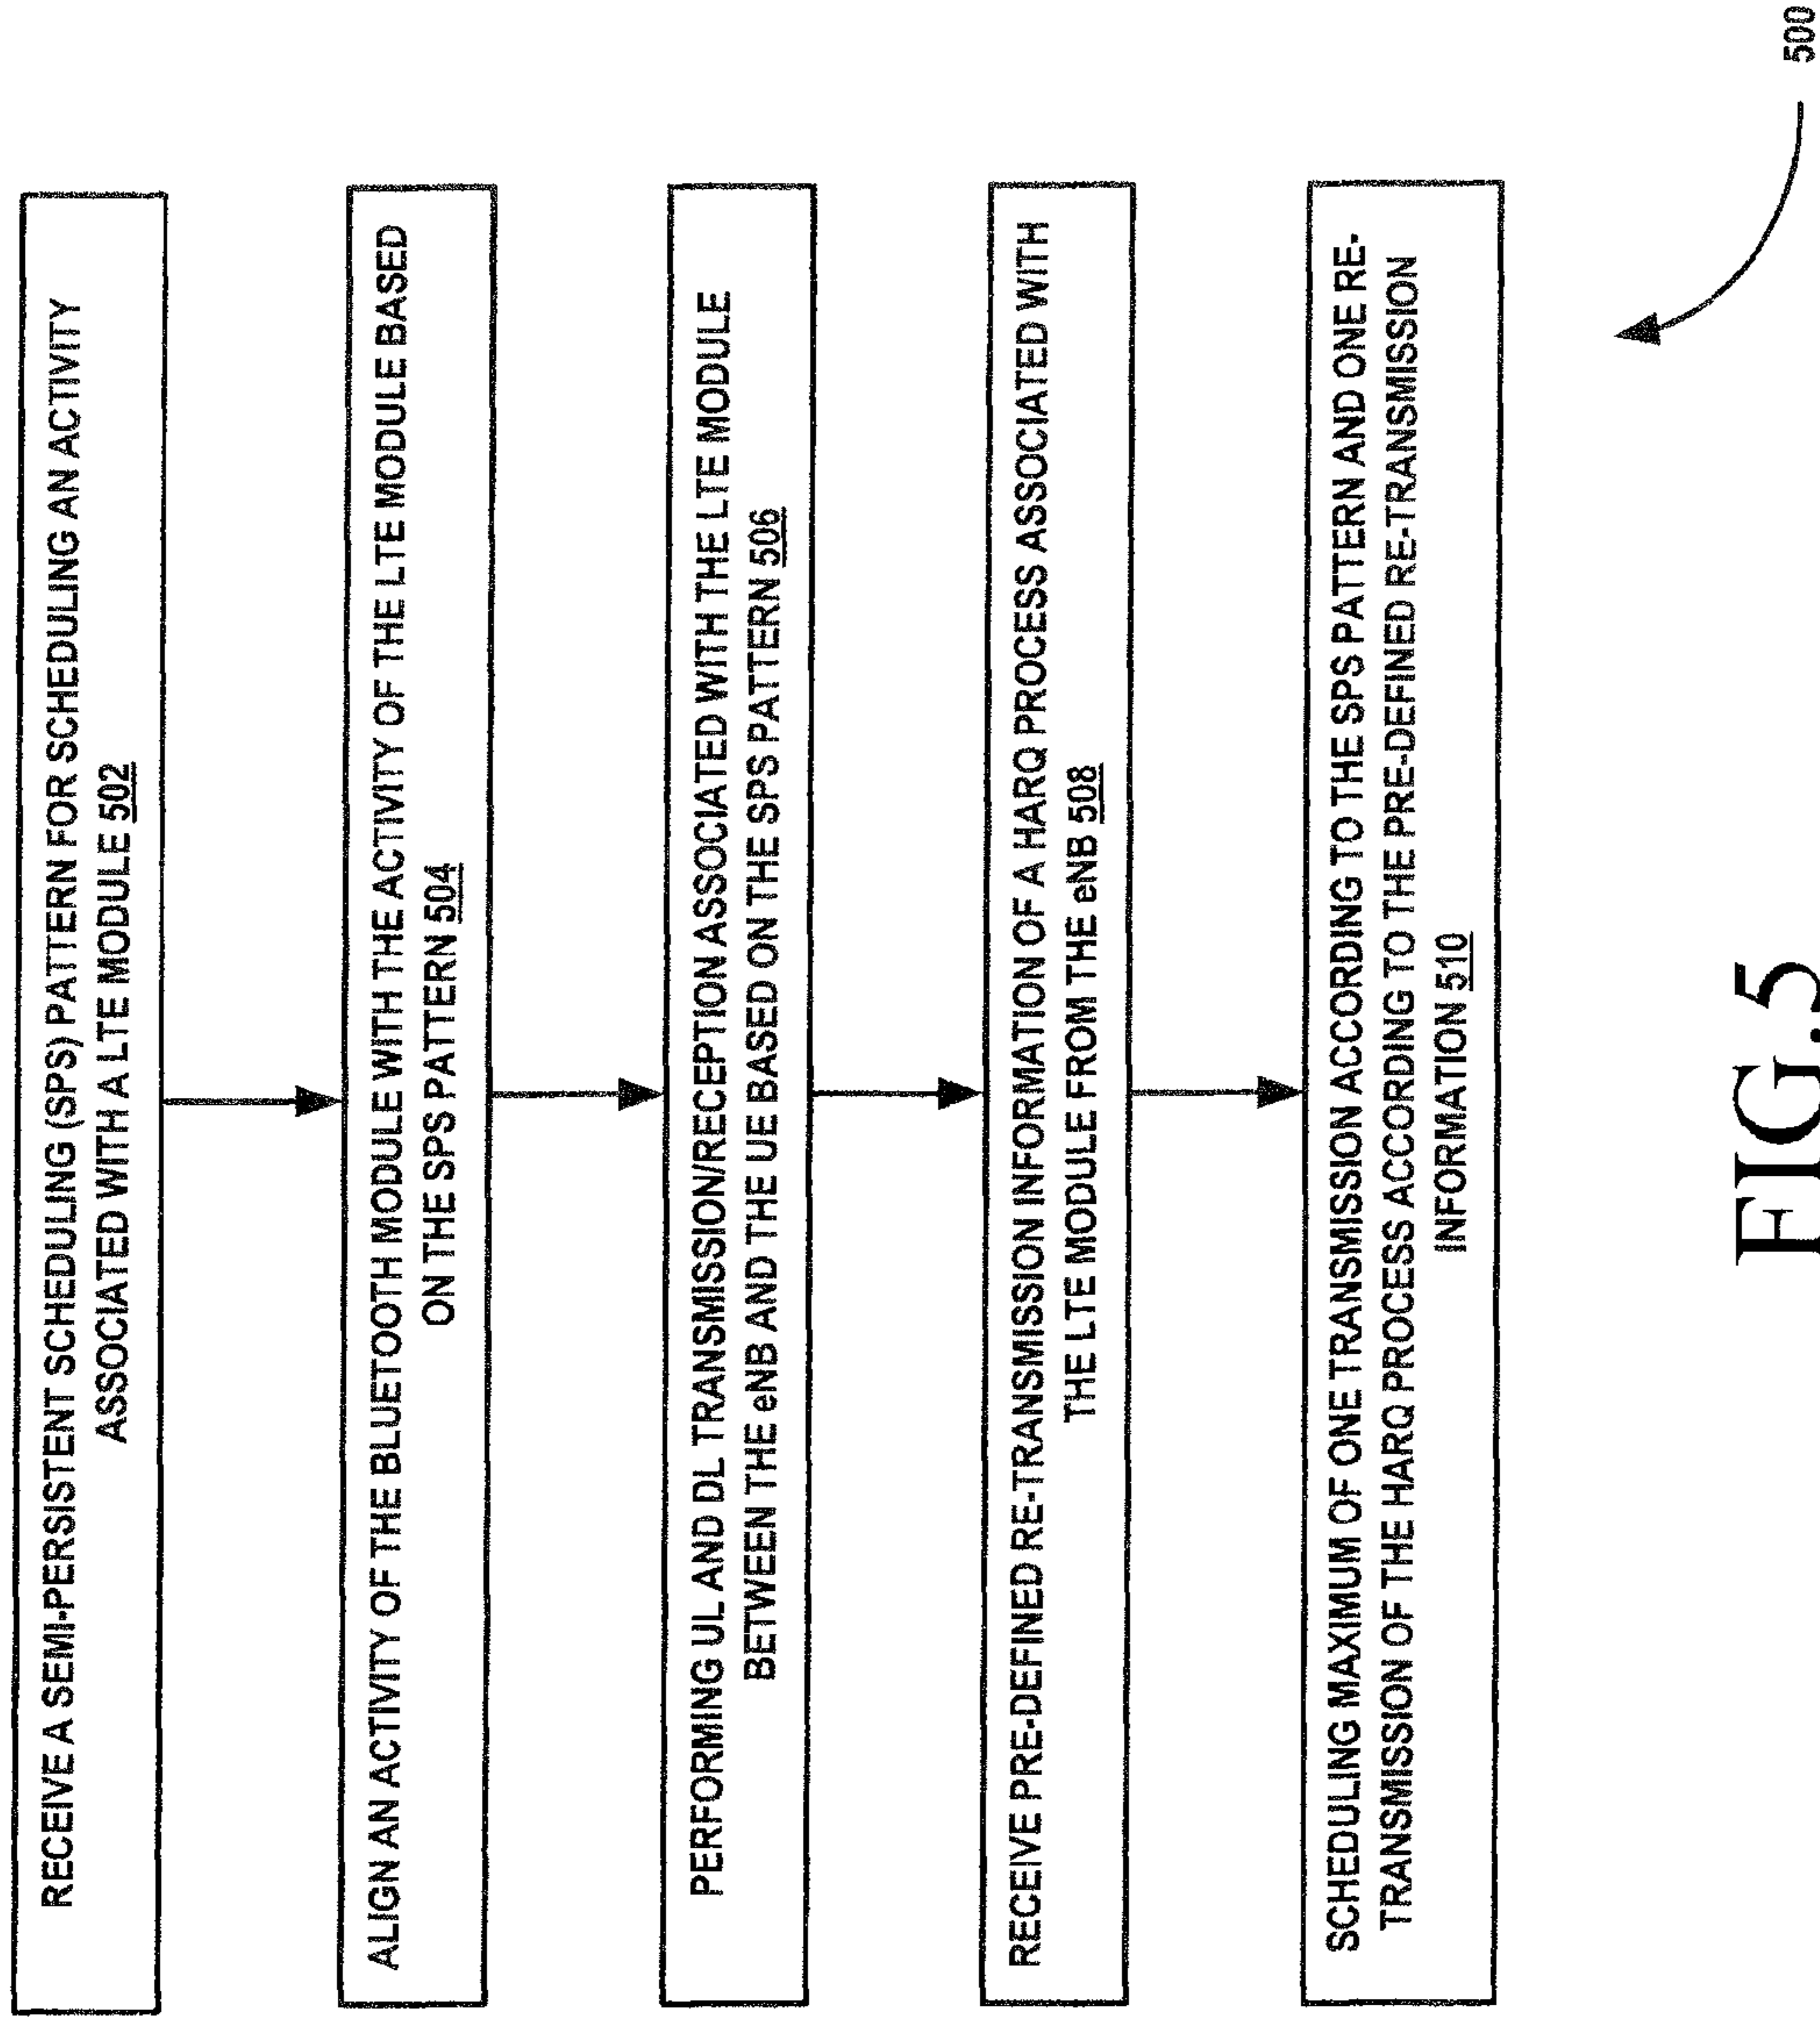 RECEIVE A SEMI-PERSISTENT SCHEDULING (SPS) PATTERN FOR SCHEDULING AN ACTIVITY
ASSOCIATED WITH A LTE MODULE 502
ALIGN AN ACTIVITY OF THE BLUETOOTH MODULE WITH THE ACTIVITY OF THE LTE MODULE BASED
ON THE SPS PATTERN 504
PERFORMING UL AND DL TRANSMISSION/RECEPTION ASSOCIATED WITH THE LTE MODULE
BETWEEN THE eNB AND THE UE BASED ON THE SPS PATTERN 506
RECEIVE PRE-DEFINED RE-TRANSMISSION INFORMATION OF A HARQ PROCESS ASSOCIATED WITH
THE LTE MODULE FROM THE eNB 508
SCHEDULING MAXIMUM OF ONE TRANSMISSION ACCORDING TO THE SPS PATTERN AND ONE RE-
TRANSMISSION OF THE HARQ PROCESS ACCORDING TO THE PRE-DEFINED RE-TRANSMISSION
INFORMATION 510
500
FIG.5